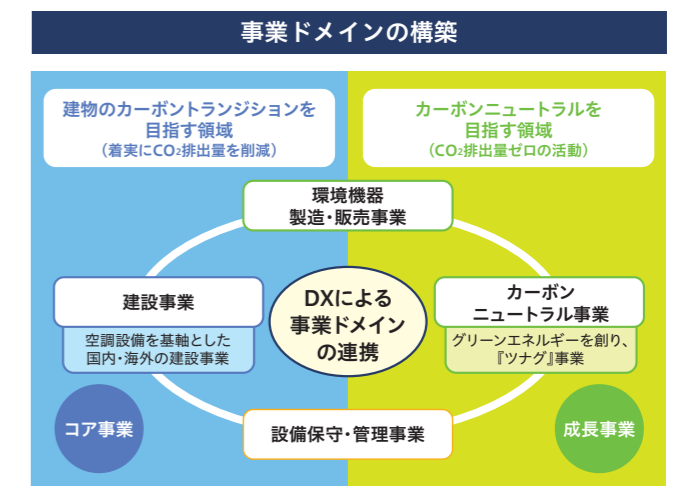 事業ドメインの構築
建物のカーボントランジションを
目指す領域
（着実にCO₂排出量を削減）
カーボンニュートラルを
目指す領域
（CO₂排出量ゼロの活動）
環境機器
製造・販売事業
建設事業
空調設備を基軸とした
国内・海外の建設事業
DXによる
事業ドメイン
の連携
カーボン
ニュートラル事業
グリーンエネルギーを創り、
『ツナグ』事業
コア事業
設備保守・管理事業
成長事業